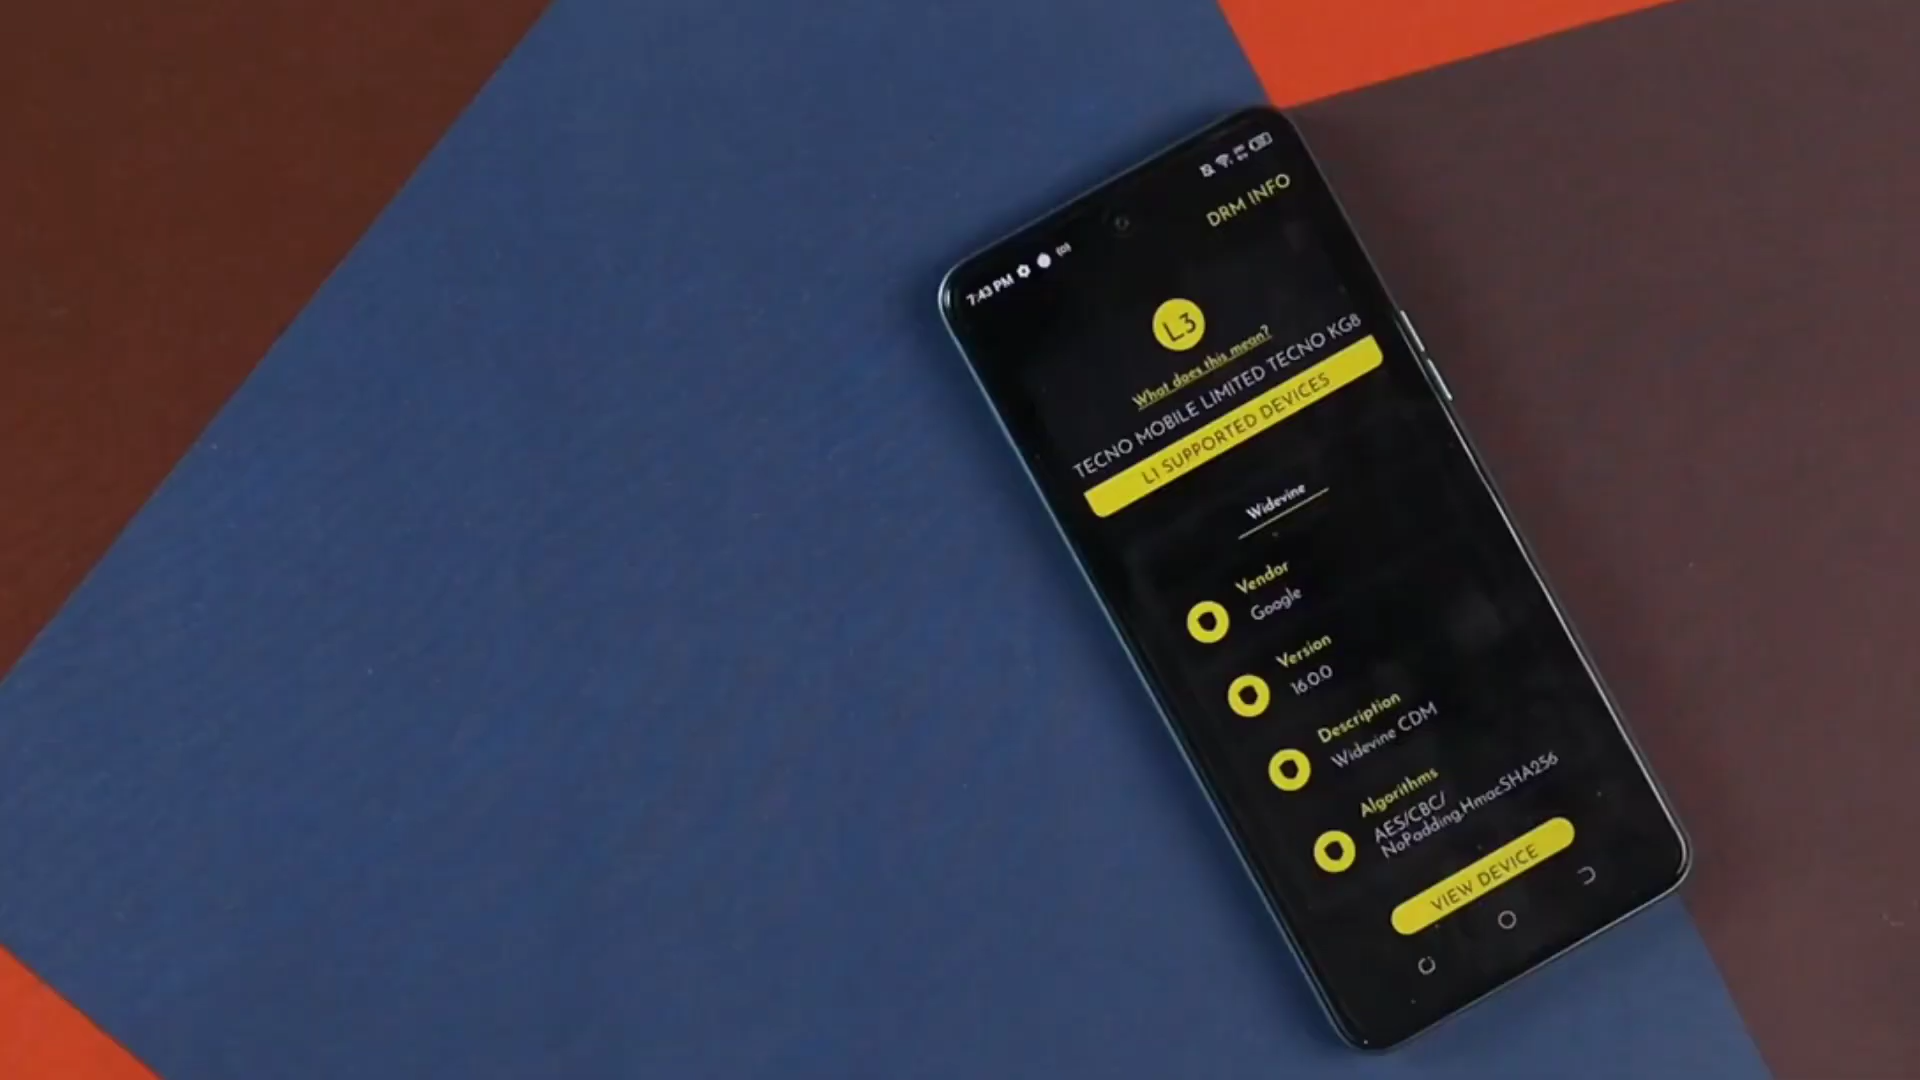 7:43 PM
DRM INFO
L3
What does this mean?
TECNO MOBILE LIMITED TECNO KG8
L1 SUPPORTED DEVICES
Widevine
Vendor
Google
Version
16.0.0
Description
Widevine CDM
Algorithms
AES/CBC/
NoPadding,HmacSHA256
VIEW DEVICE